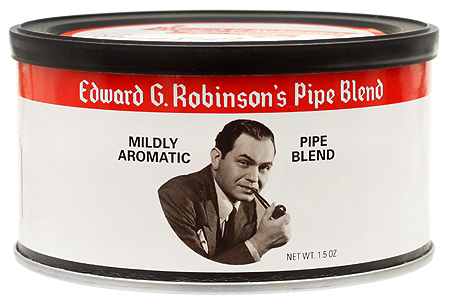 Edward G. Robinson's Pipe Blend
MILDLY
AROMATIC
PIPE
BLEND
NET WT. 1.5 OZ.